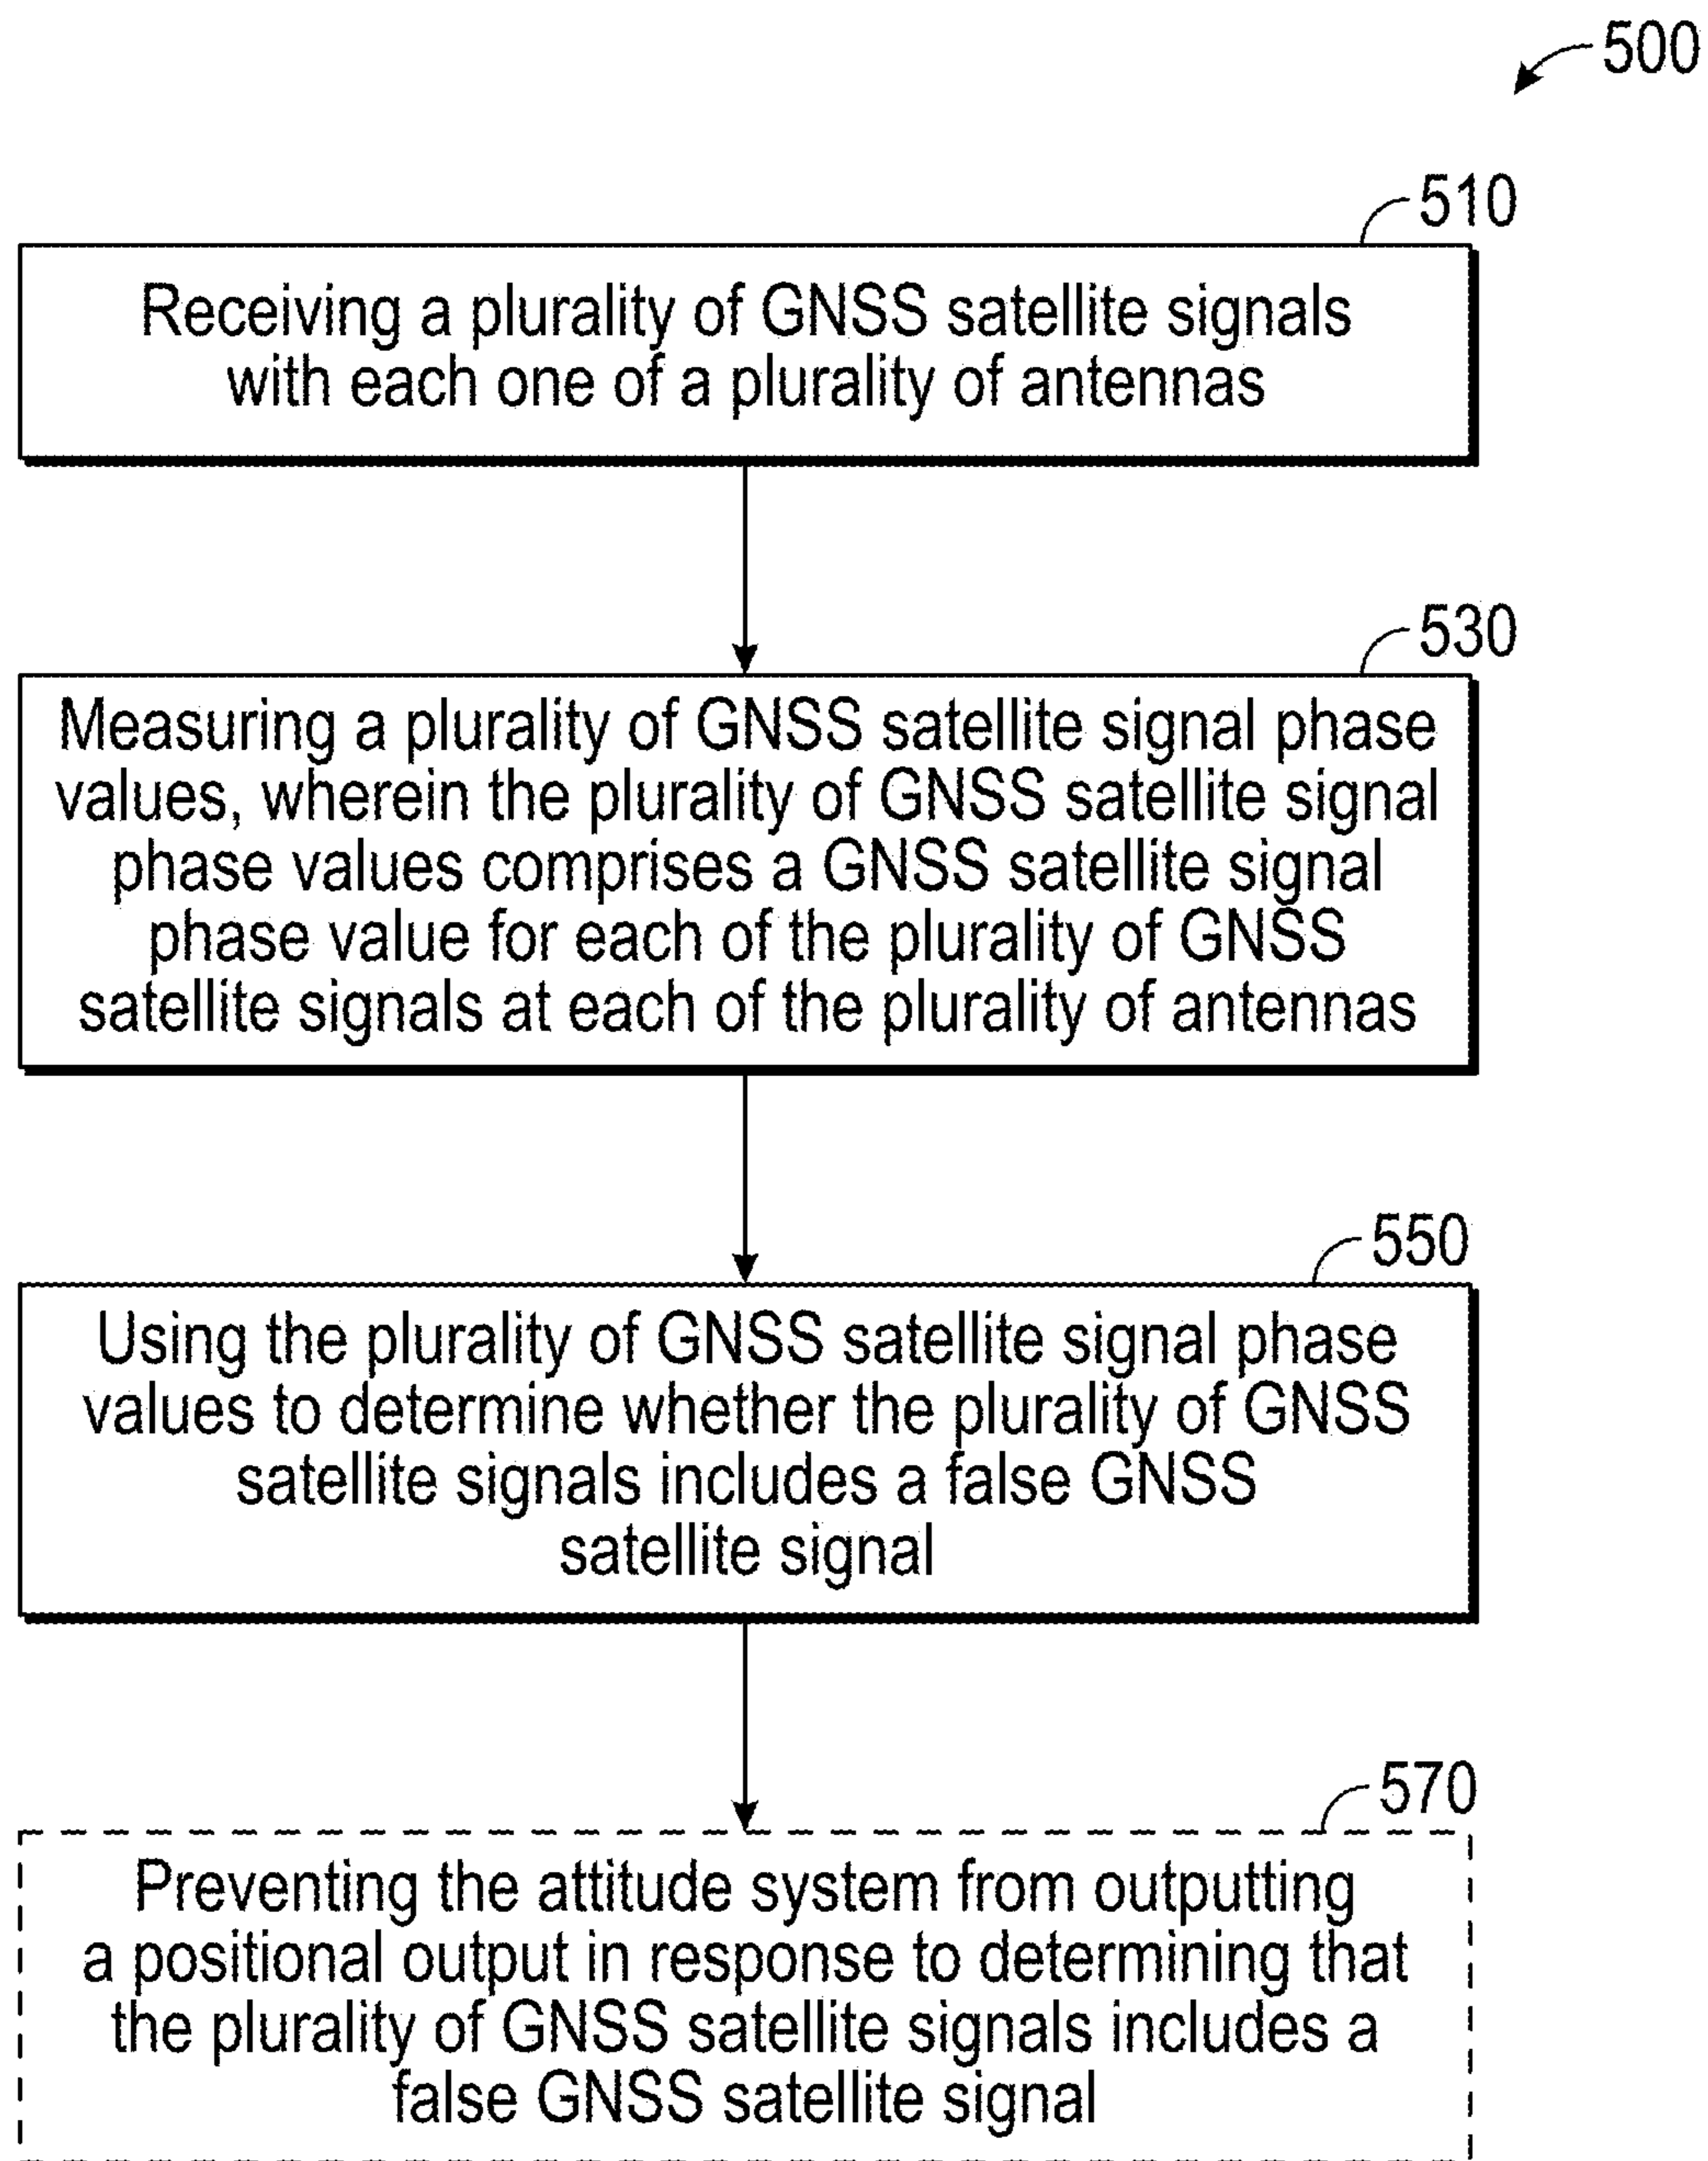 500
510
Receiving a plurality of GNSS satellite signals
with each one of a plurality of antennas
530
Measuring a plurality of GNSS satellite signal phase
values, wherein the plurality of GNSS satellite signal
phase values comprises a GNSS satellite signal
phase value for each of the plurality of GNSS
satellite signals at each of the plurality of antennas
550
Using the plurality of GNSS satellite signal phase
values to determine whether the plurality of GNSS
satellite signals includes a false GNSS
satellite signal
570
Preventing the attitude system from outputting
a positional output in response to determining that
the plurality of GNSS satellite signals includes a
false GNSS satellite signal